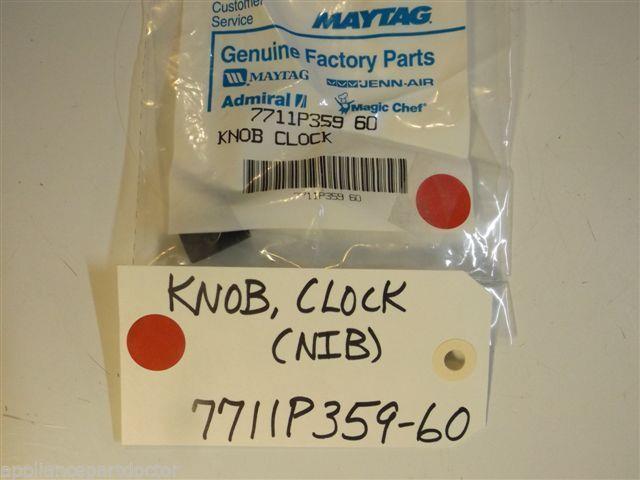 Customer
Service
MAYTAG
Genuine Factory Parts
MAYTAG JENN-AIR
Admiral Magic Chef
7711P359 60
KNOB CLOCK
7711P359 60
KNOB, CLOCK
(NIB)
7711P359-60
appliancepartdoctor